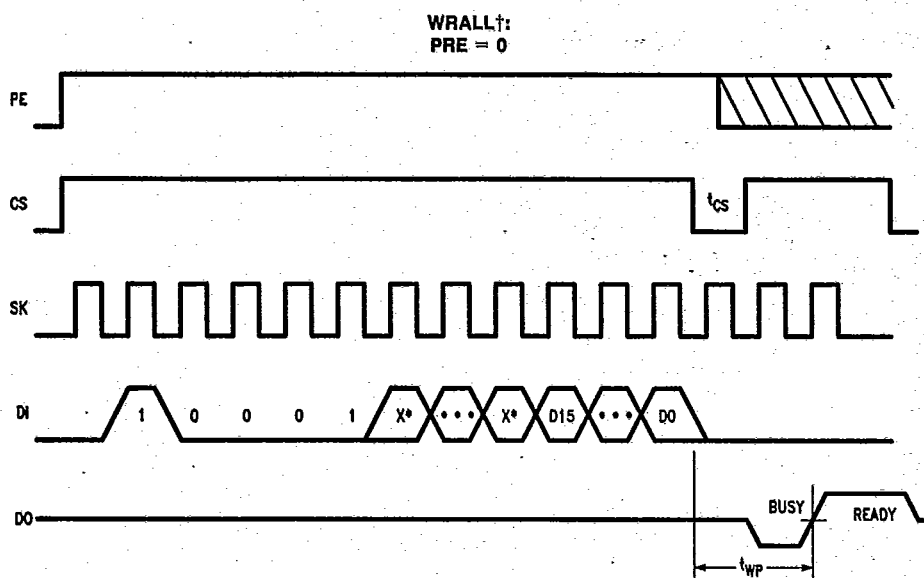 WRALL†:
PRE = 0
PE
CS
tCS
SK
DI 1 0 0 0 1 X* ••• X* D15 ••• D0
DO BUSY READY
tWP